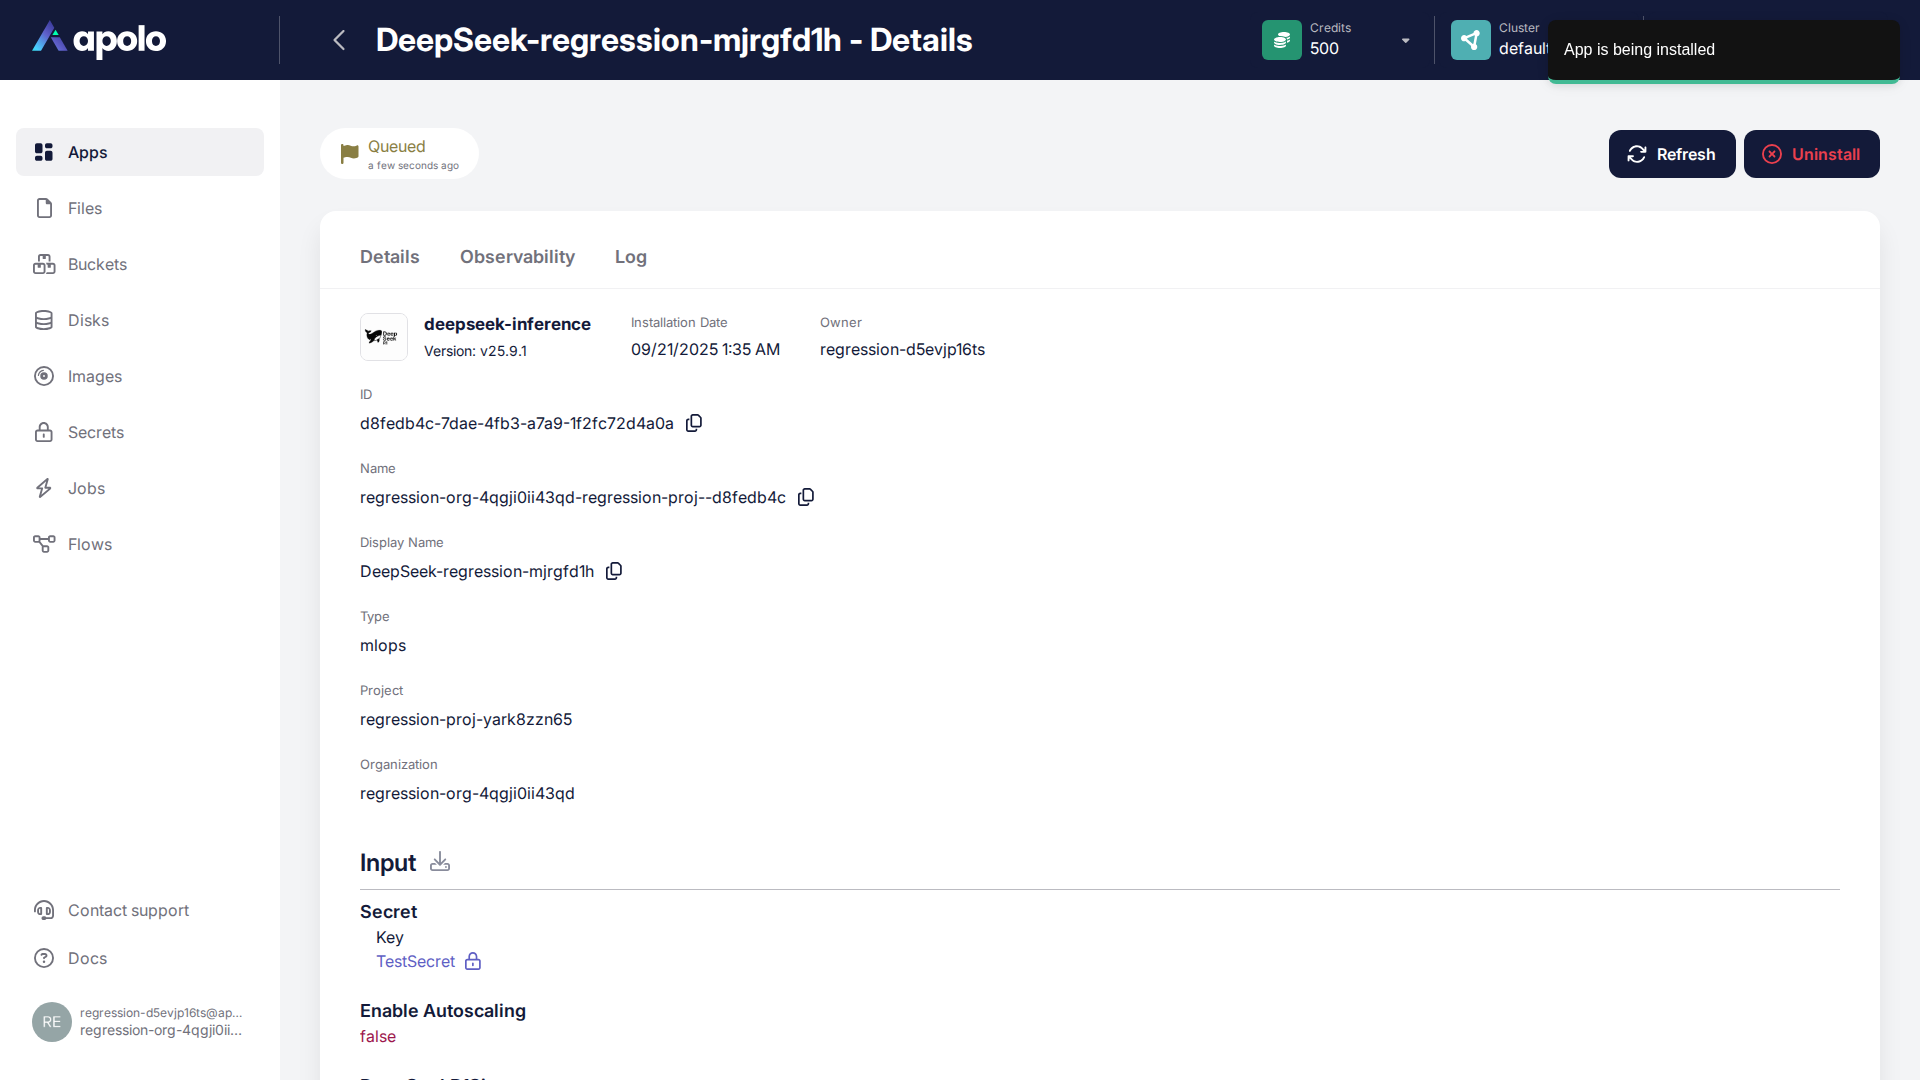 apolo
DeepSeek-regression-mjrgfd1h - Details
Credits
500
Cluster
default
App is being installed
Apps
Files
Buckets
Disks
Images
Secrets
Jobs
Flows
Contact support
Docs
RE
regression-d5evjp16ts@ap...
regression-org-4qgji0ii...
Queued
a few seconds ago
Refresh
Uninstall
Details
Observability
Log
deepseek-inference
Version: v25.9.1
Installation Date
09/21/2025 1:35 AM
Owner
regression-d5evjp16ts
ID
d8fedb4c-7dae-4fb3-a7a9-1f2fc72d4a0a
Name
regression-org-4qgji0ii43qd-regression-proj--d8fedb4c
Display Name
DeepSeek-regression-mjrgfd1h
Type
mlops
Project
regression-proj-yark8zzn65
Organization
regression-org-4qgji0ii43qd
Input
Secret
Key
TestSecret
Enable Autoscaling
false